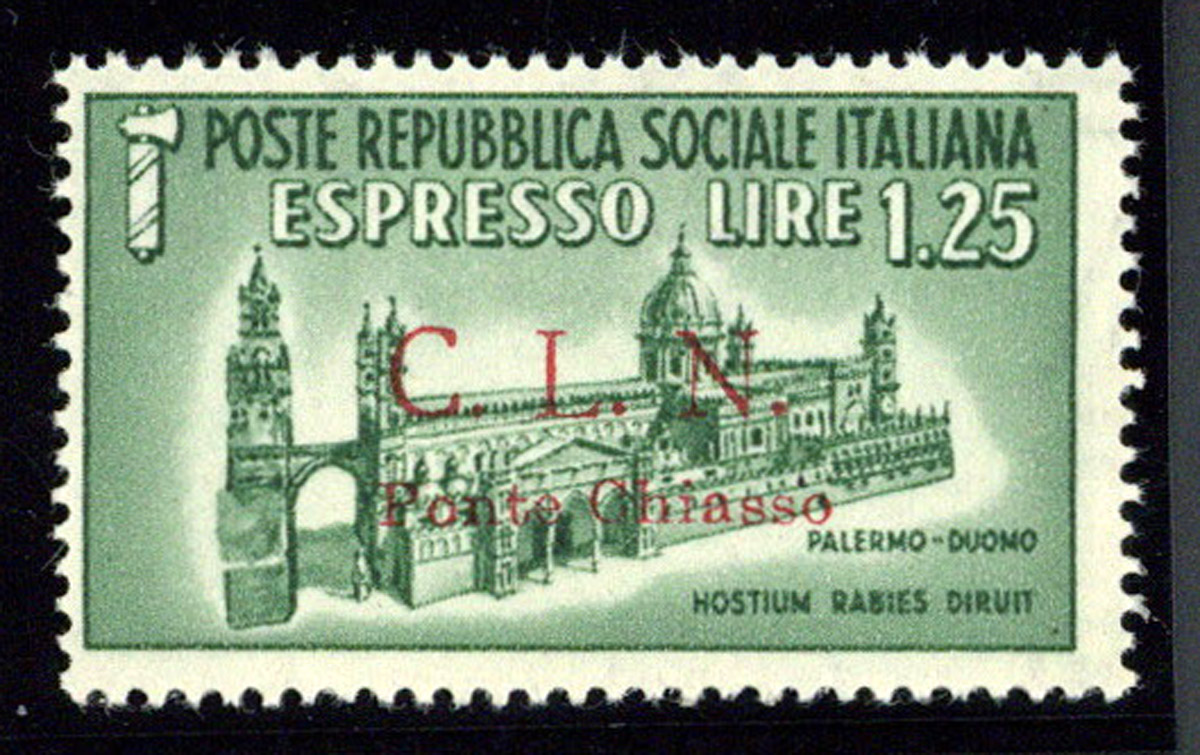 POSTE REPUBBLICA SOCIALE ITALIANA
ESPRESSO LIRE 1.25
C. L. N.
Ponte Chiasso
PALERMO-DUOMO
HOSTIUM RABIES DIRUIT